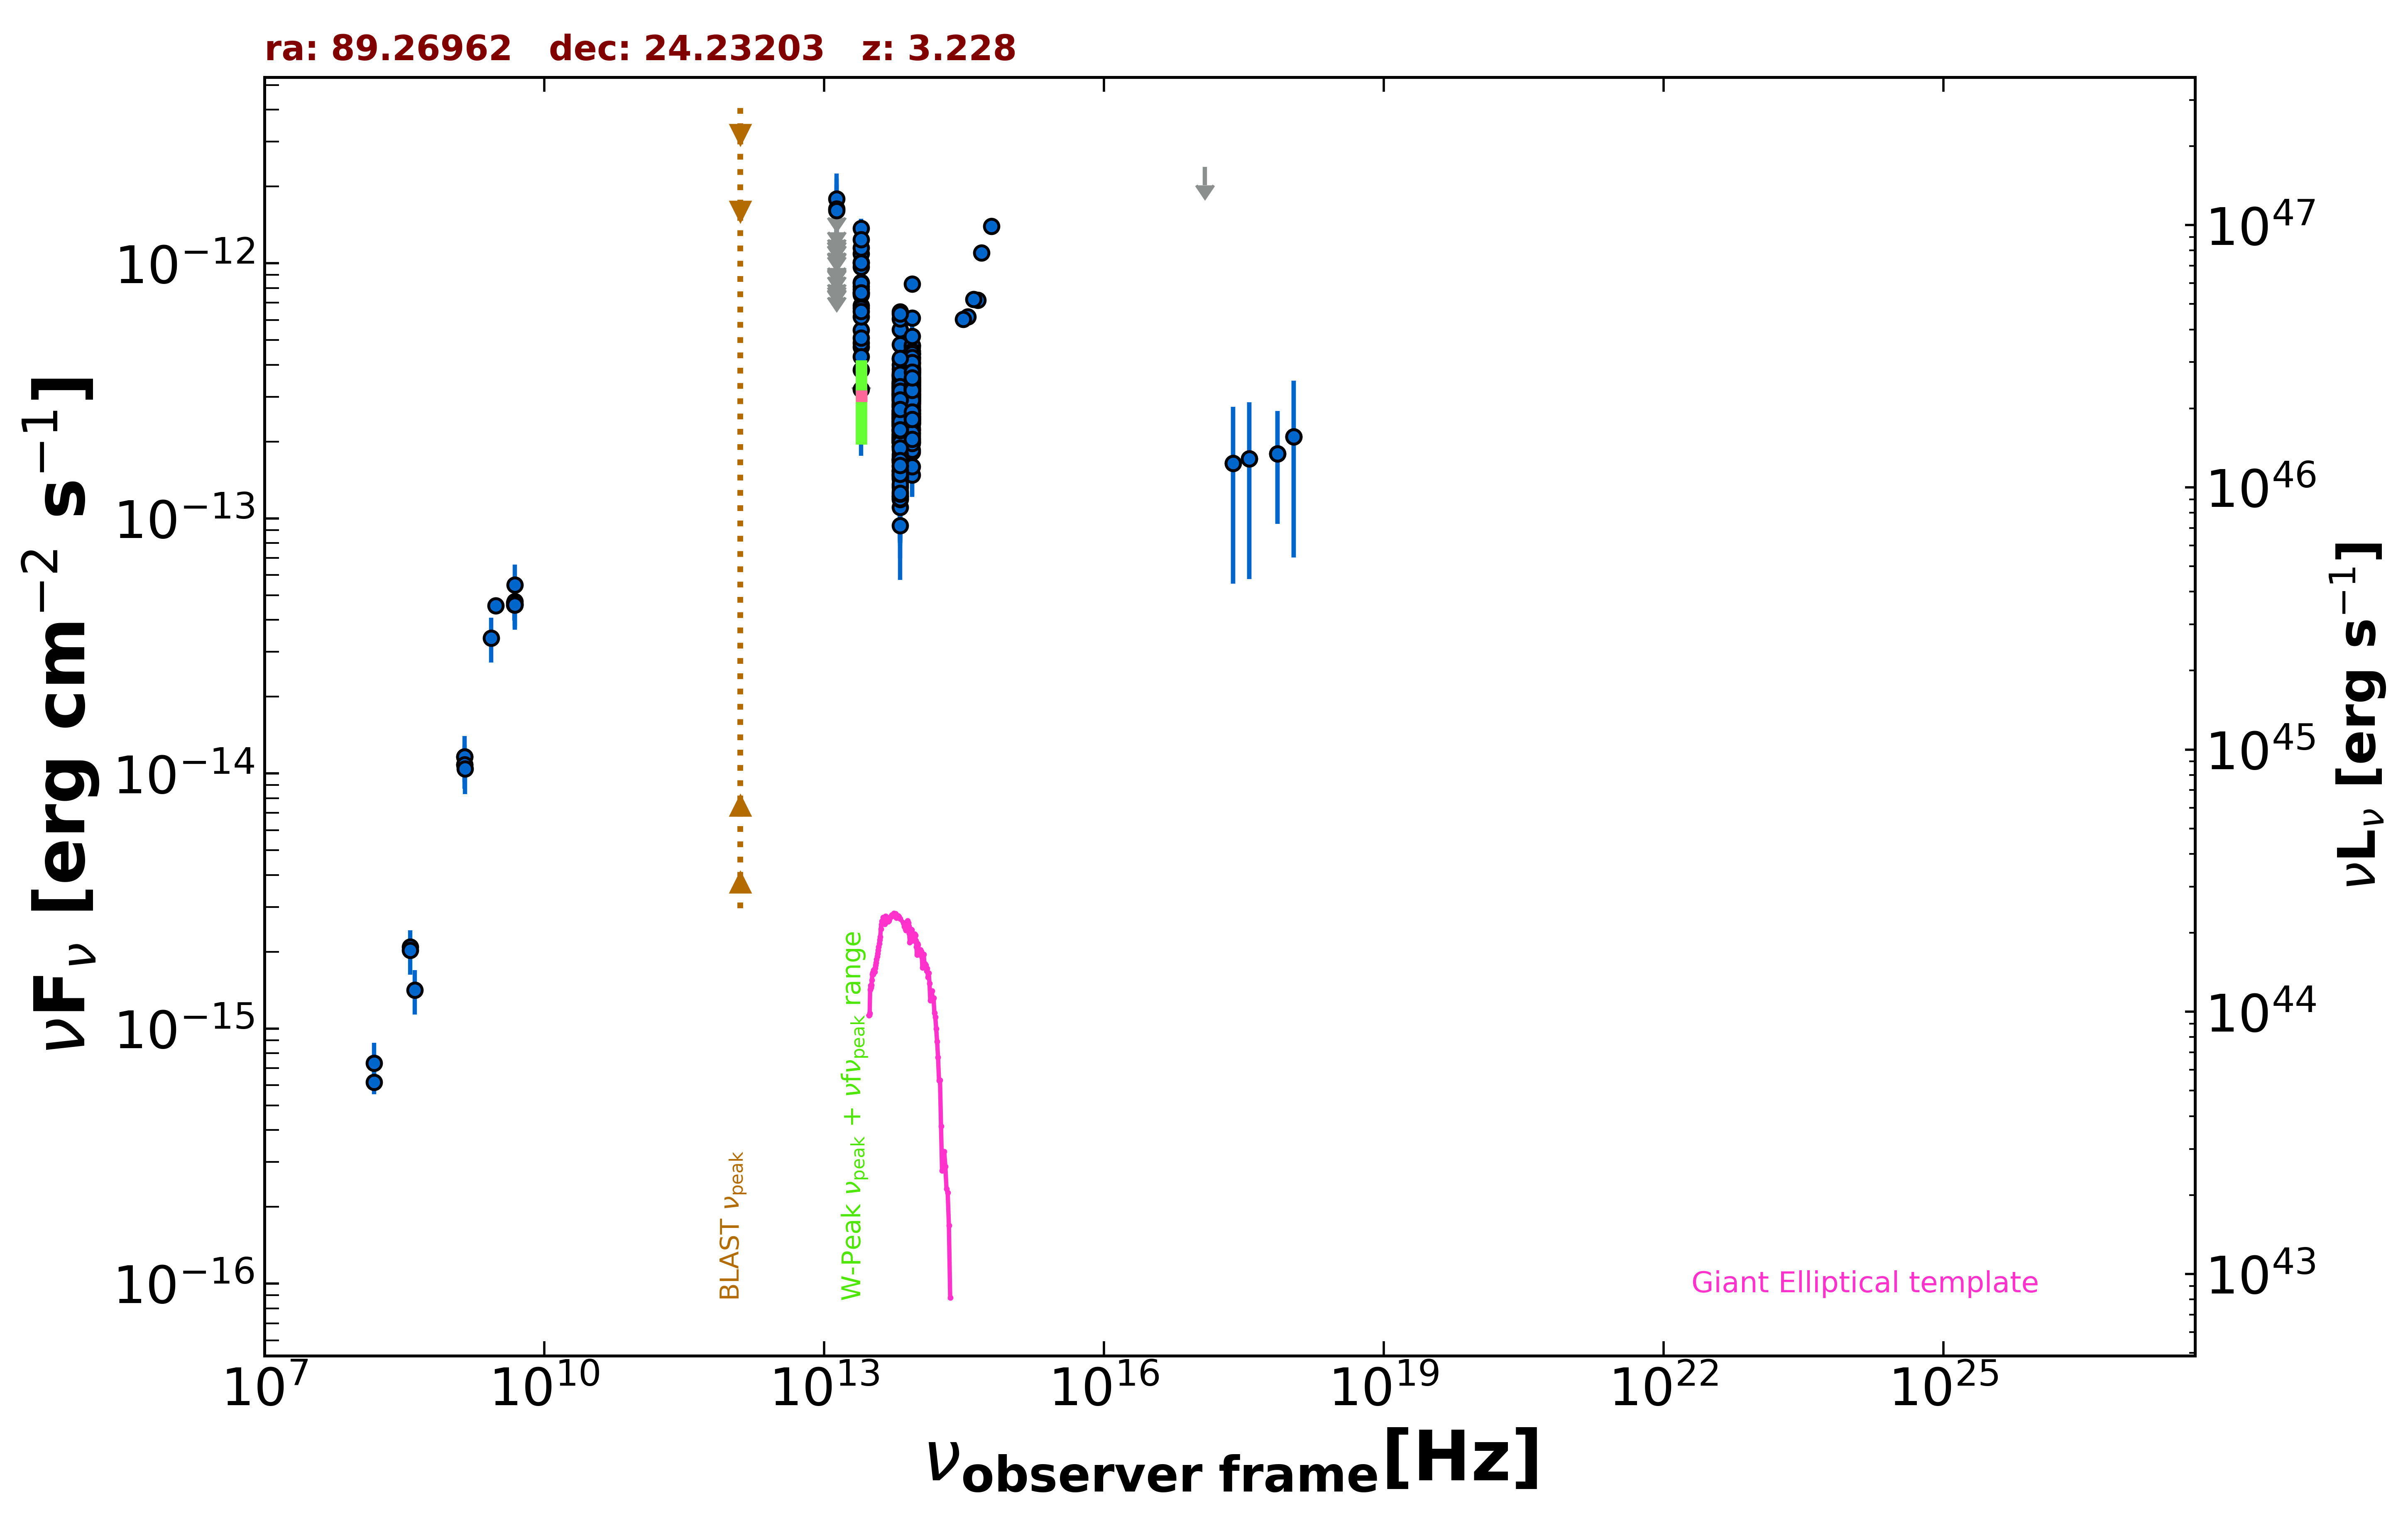 ra: 89.26962 dec: 24.23203 z: 3.228
νFν [erg cm⁻² s⁻¹]
10⁻¹²
10⁻¹³
10⁻¹⁴
10⁻¹⁵
10⁻¹⁶
10⁴⁷
10⁴⁶
10⁴⁵
10⁴⁴
10⁴³
νLν [erg s⁻¹]
BLAST νpeak
W-Peak νpeak + νfνpeak range
Giant Elliptical template
10⁷ 10¹⁰ 10¹³ 10¹⁶ 10¹⁹ 10²² 10²⁵
νobserver frame[Hz]